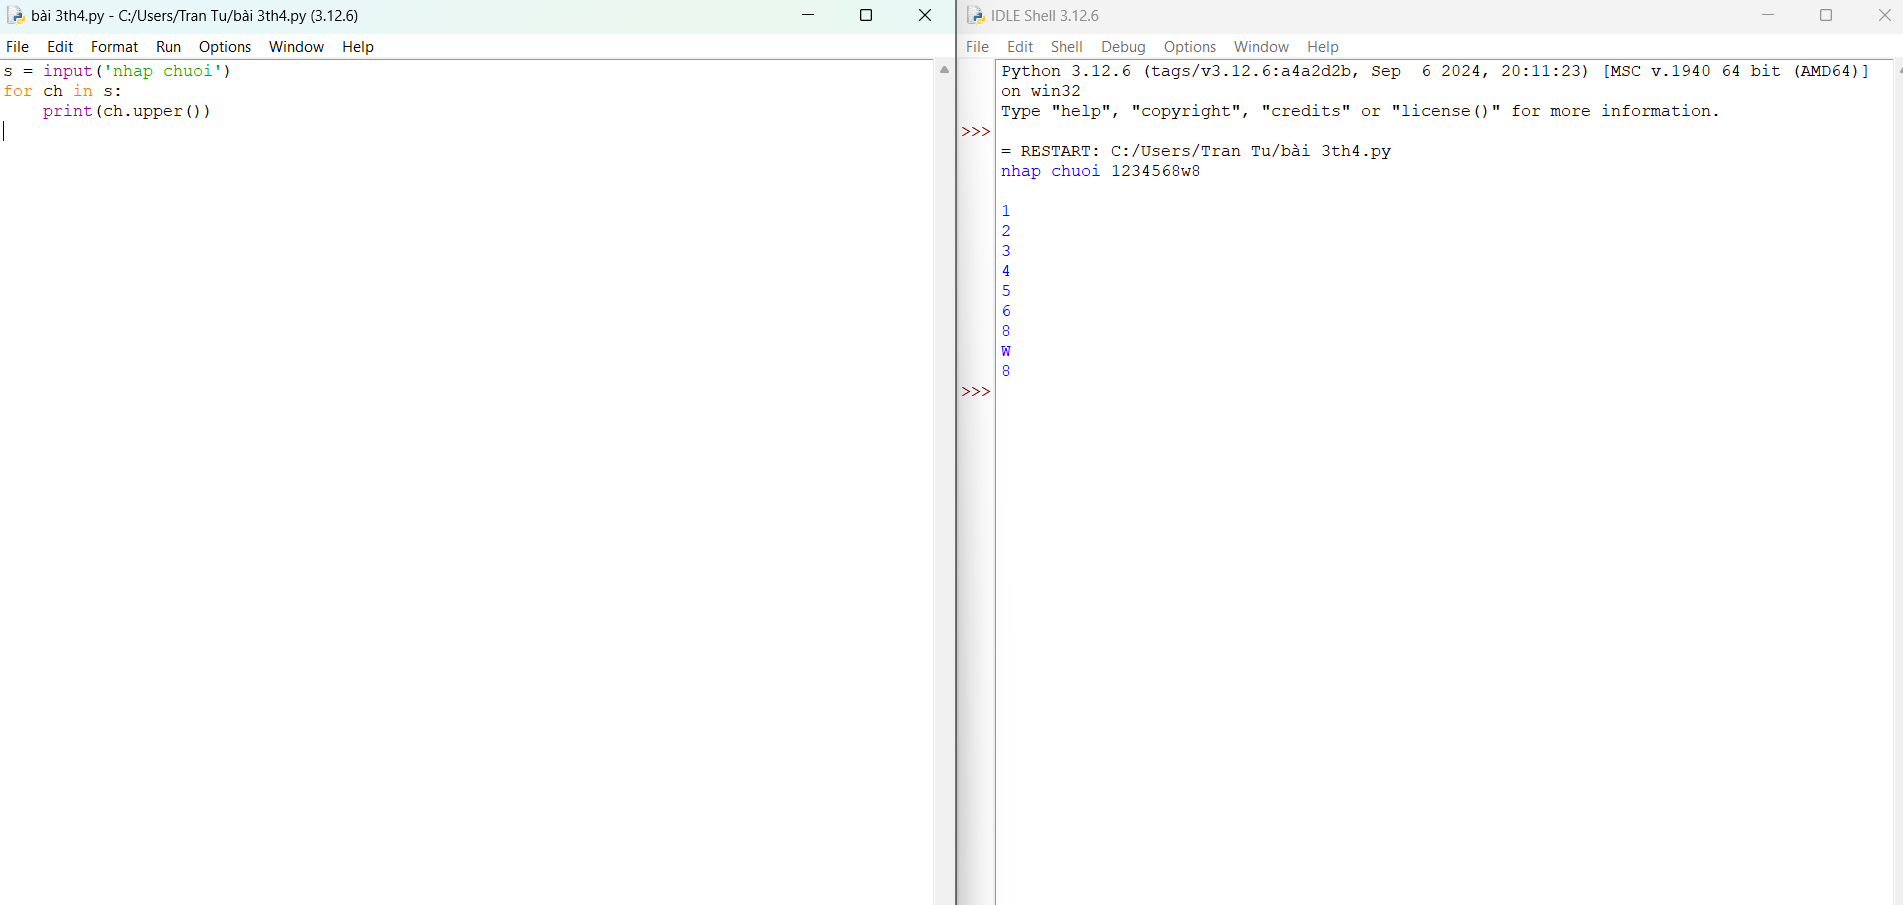 bài 3th4.py - C:/Users/Tran Tu/bài 3th4.py (3.12.6)
File Edit Format Run Options Window Help
s = input('nhap chuoi')
for ch in s:
    print(ch.upper())
IDLE Shell 3.12.6
File Edit Shell Debug Options Window Help
Python 3.12.6 (tags/v3.12.6:a4a2d2b, Sep  6 2024, 20:11:23) [MSC v.1940 64 bit (AMD64)]
on win32
Type "help", "copyright", "credits" or "license()" for more information.
>>>
= RESTART: C:/Users/Tran Tu/bài 3th4.py
nhap chuoi 1234568w8
1
2
3
4
5
6
8
W
8
>>>